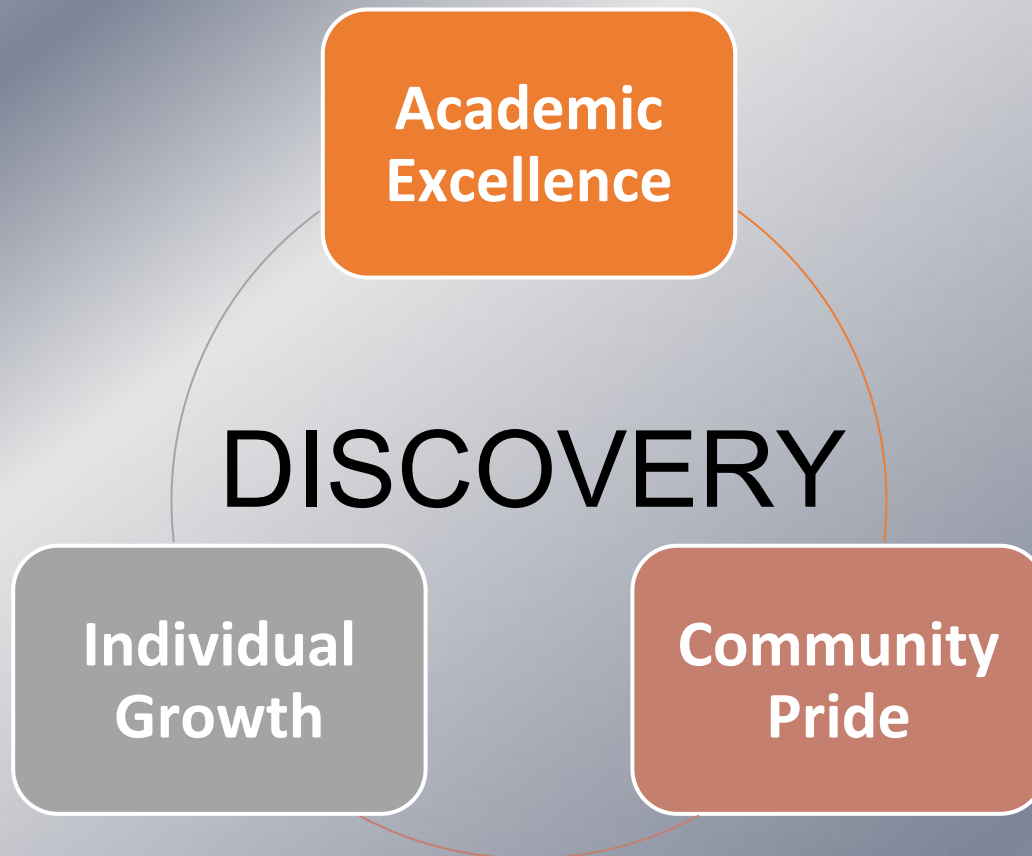 Academic
Excellence
DISCOVERY
Individual
Growth
Community
Pride